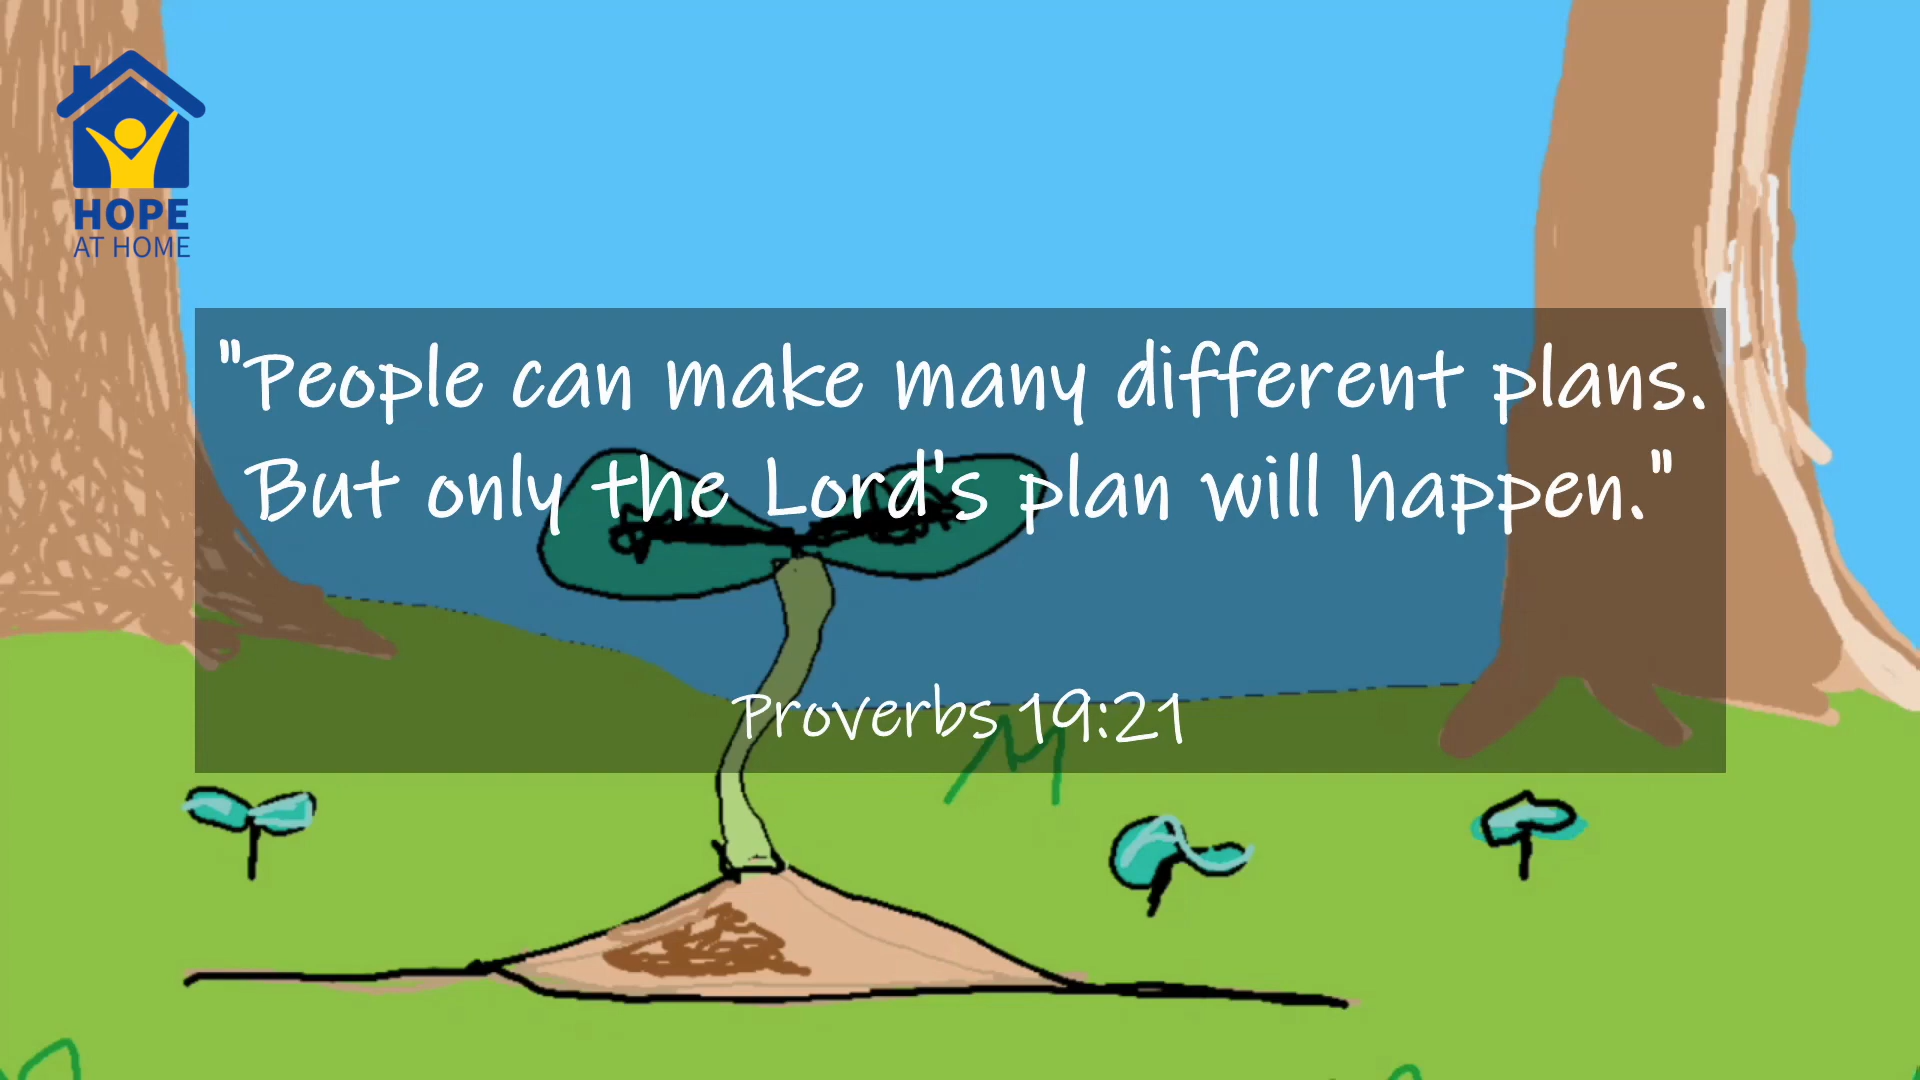 HOPE
AT HOME
"People can make many different plans.
But only the Lord's plan will happen."
Proverbs 19:21